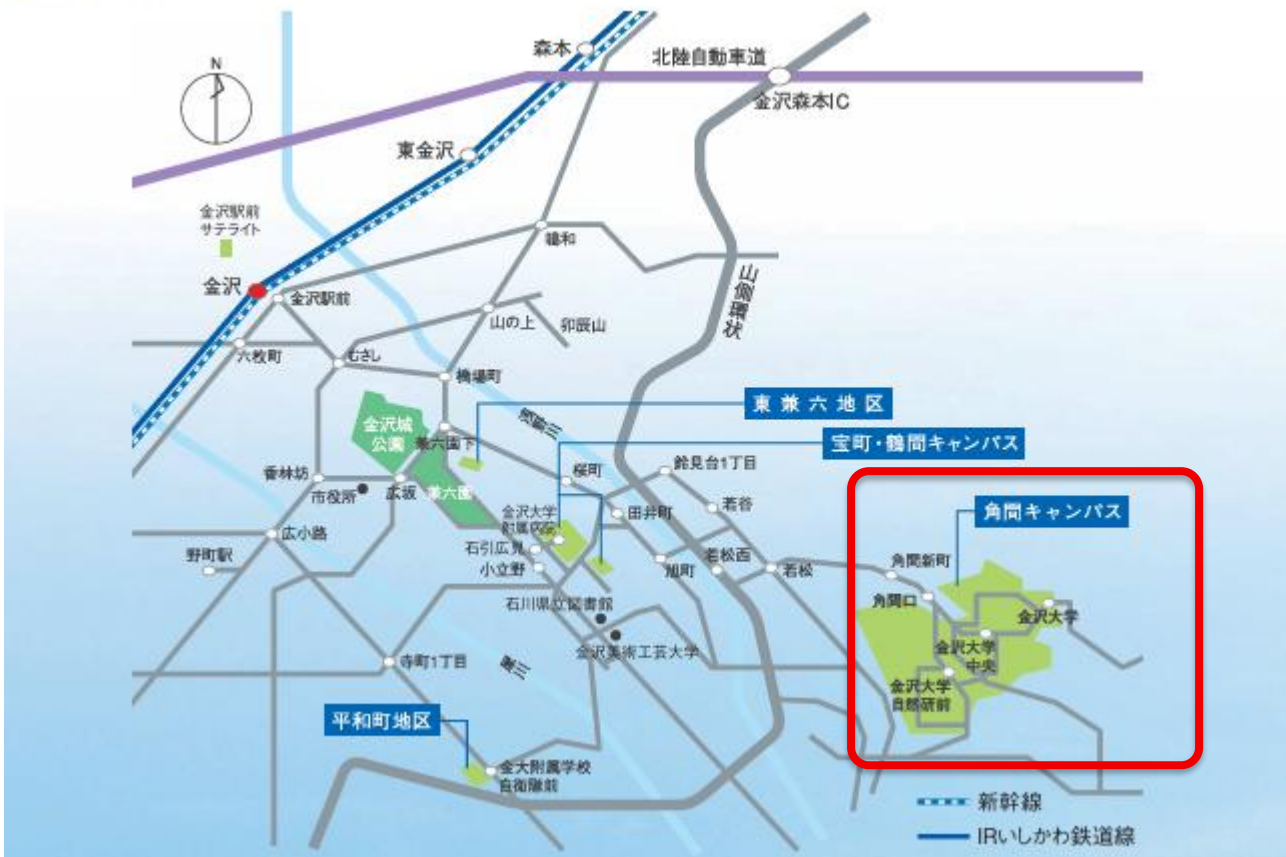 森本
北陸自動車道
N
金沢森本IC
東金沢
金沢駅前
サテライト
鳴和
金沢
金沢駅前
山側環状
山の上
卯辰山
六枚町
むさし
橋場町
東兼六地区
金沢城
公園
浅野川
兼六園下
宝町・鶴間キャンパス
鈴見台1丁目
香林坊
市役所
広坂
兼六園
桜町
金沢大学
附属病院
田井町
若谷
角間キャンパス
広小路
野町駅
石引広見
小立野
旭町
若松西
若松
角間新町
角間口
石川県立図書館
金沢美術工芸大学
金沢大学
金沢大学
中央
金沢大学
自然研前
寺町1丁目
犀川
平和町地区
金大附属学校
自衛隊前
新幹線
IRいしかわ鉄道線